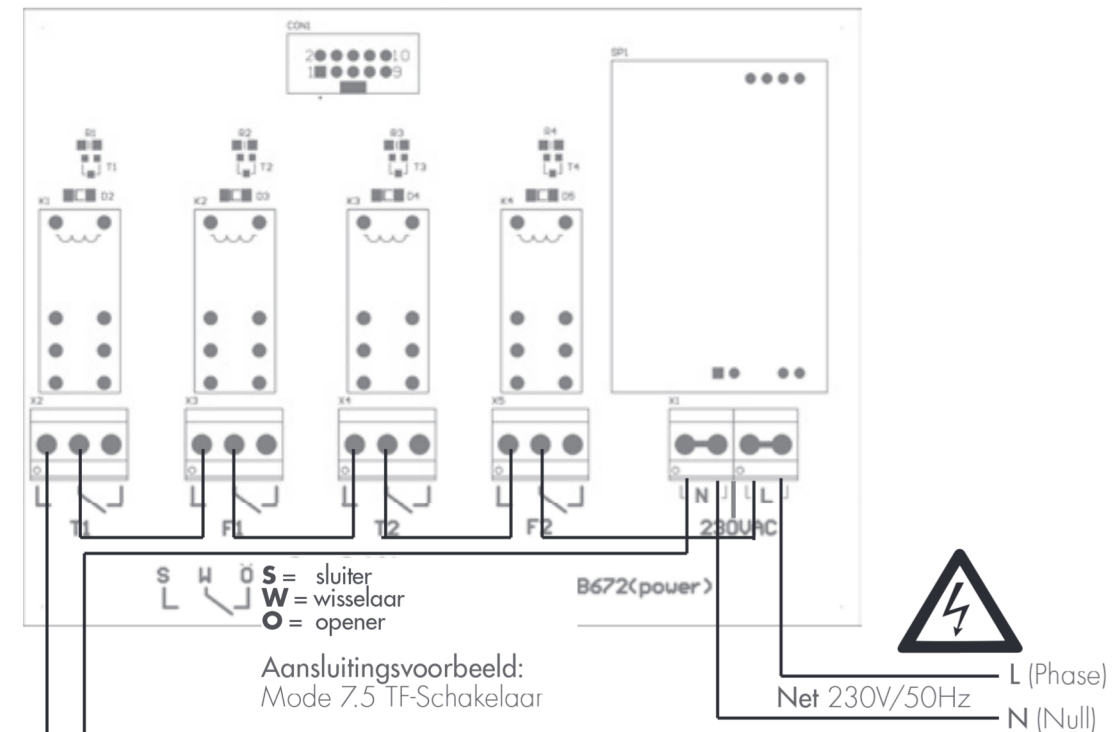 CON1
2 10
1 9
SP1
R1 R2 R3 R4
T1 T2 T3 T4
K1 D2 K2 D3 K3 D4 K4 D5
X2 X3 X4 X5 X1
N L
T1 F1 T2 F2 230VAC
S W Ö
S = sluiter
W = wisselaar
O = opener
B672(power)
Aansluitingsvoorbeeld:
Mode 7.5 TF-Schakelaar
Net 230V/50Hz
L (Phase)
N (Null)